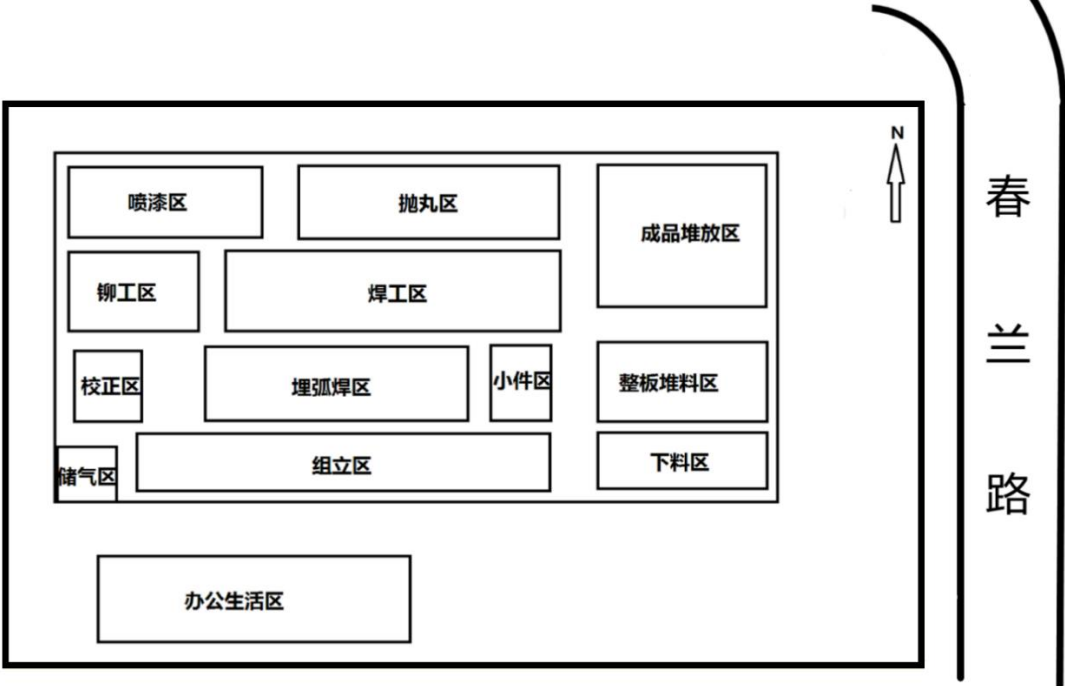 N
春兰路
喷漆区
抛丸区
成品堆放区
铆工区
焊工区
校正区
埋弧焊区
小件区
整板堆料区
储气区
组立区
下料区
办公生活区